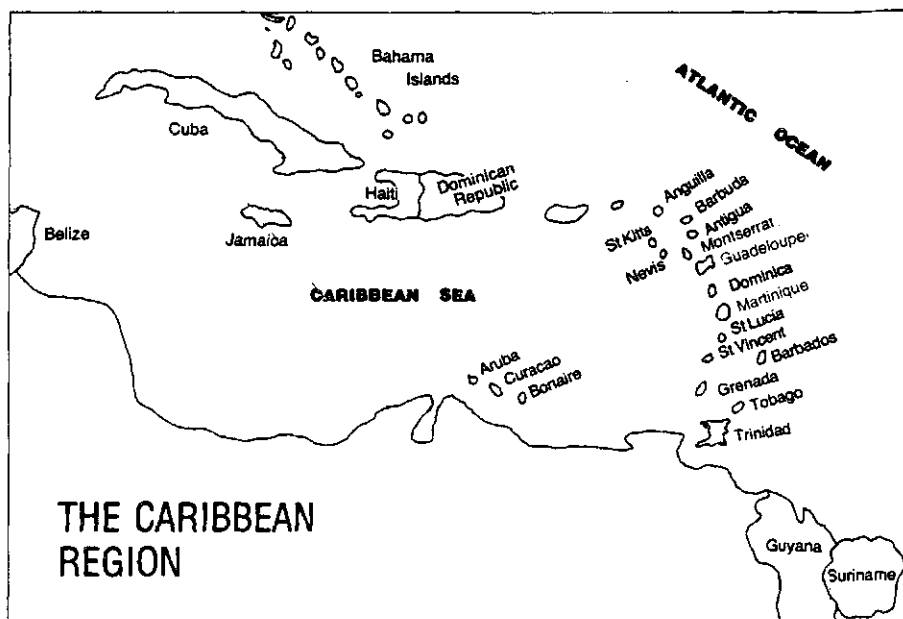 Bahama
Islands
ATLANTIC OCEAN
Cuba
Haiti
Dominican
Republic
Anguilla
Barbuda
Belize
Jamaica
St Kitts
Antigua
Montserrat
Nevis
Guadeloupe
CARIBBEAN SEA
Dominica
Martinique
St Lucia
St Vincent
Barbados
Aruba
Curacao
Bonaire
Grenada
Tobago
Trinidad
THE CARIBBEAN
REGION
Guyana
Suriname